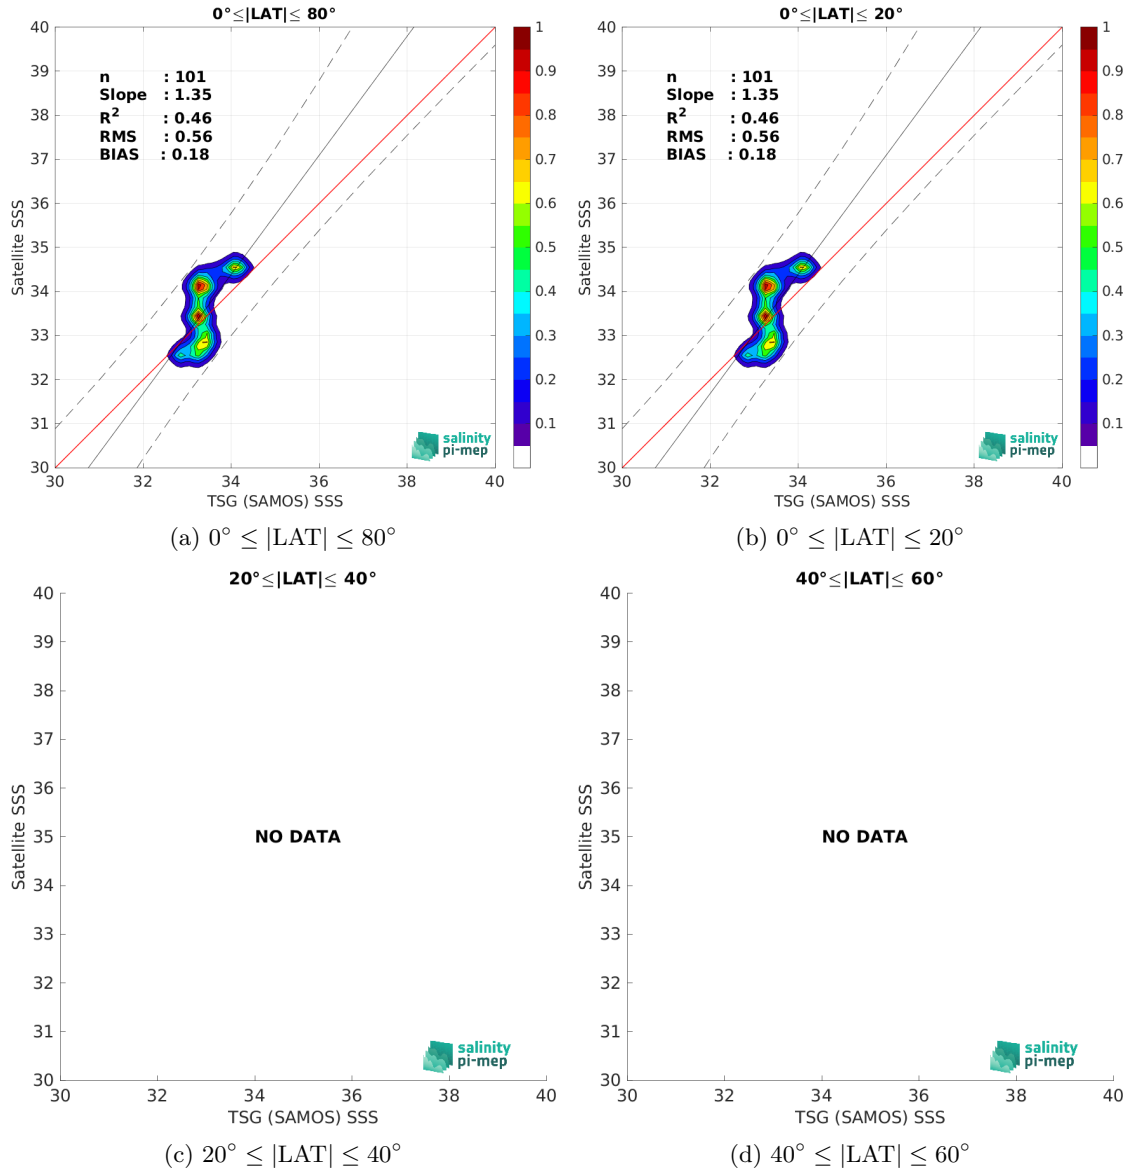 0°≤|LAT|≤ 80°
40
39
38
37
36
35
34
33
32
31
30
Satellite SSS
n : 101
Slope : 1.35
R² : 0.46
RMS : 0.56
BIAS : 0.18
salinity
pi-mep
30 32 34 36 38 40
TSG (SAMOS) SSS
1
0.9
0.8
0.7
0.6
0.5
0.4
0.3
0.2
0.1
(a) 0° ≤ |LAT| ≤ 80°
0°≤|LAT|≤ 20°
40
39
38
37
36
35
34
33
32
31
30
Satellite SSS
n : 101
Slope : 1.35
R² : 0.46
RMS : 0.56
BIAS : 0.18
salinity
pi-mep
30 32 34 36 38 40
TSG (SAMOS) SSS
1
0.9
0.8
0.7
0.6
0.5
0.4
0.3
0.2
0.1
(b) 0° ≤ |LAT| ≤ 20°
20°≤|LAT|≤ 40°
40
39
38
37
36
35
34
33
32
31
30
Satellite SSS
NO DATA
salinity
pi-mep
30 32 34 36 38 40
TSG (SAMOS) SSS
(c) 20° ≤ |LAT| ≤ 40°
40°≤|LAT|≤ 60°
40
39
38
37
36
35
34
33
32
31
30
Satellite SSS
NO DATA
salinity
pi-mep
30 32 34 36 38 40
TSG (SAMOS) SSS
(d) 40° ≤ |LAT| ≤ 60°